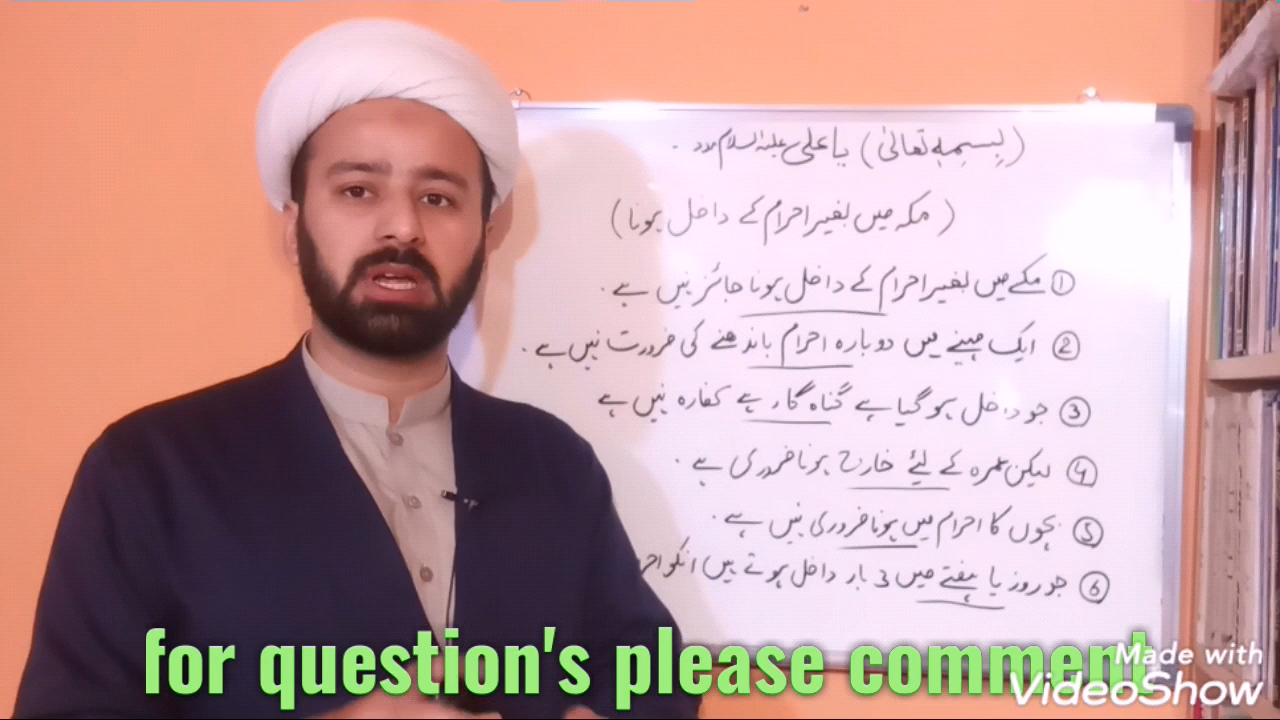 (بِسمِہ تعالیٰ) یا علی علیہ السلام مدد۔
(مکہ میں بغیر احرام کے داخل ہونا)
① مکے میں بغیر احرام کے داخل ہونا جائز نہیں ہے۔
② ایک مہینے میں دوبارہ احرام باندھنے کی ضرورت نہیں ہے۔
③ جو داخل ہو گیا ہے گناہ گار ہے کفارہ نہیں ہے
④ لیکن عمرہ کے لیئے خارج ہونا ضروری ہے۔
⑤ بچوں کا احرام میں ہونا ضروری نہیں ہے۔
⑥ جو روز یا ہفتے میں 3 بار داخل ہوتے ہیں انکو
for question's please comment
Made with
VideoShow